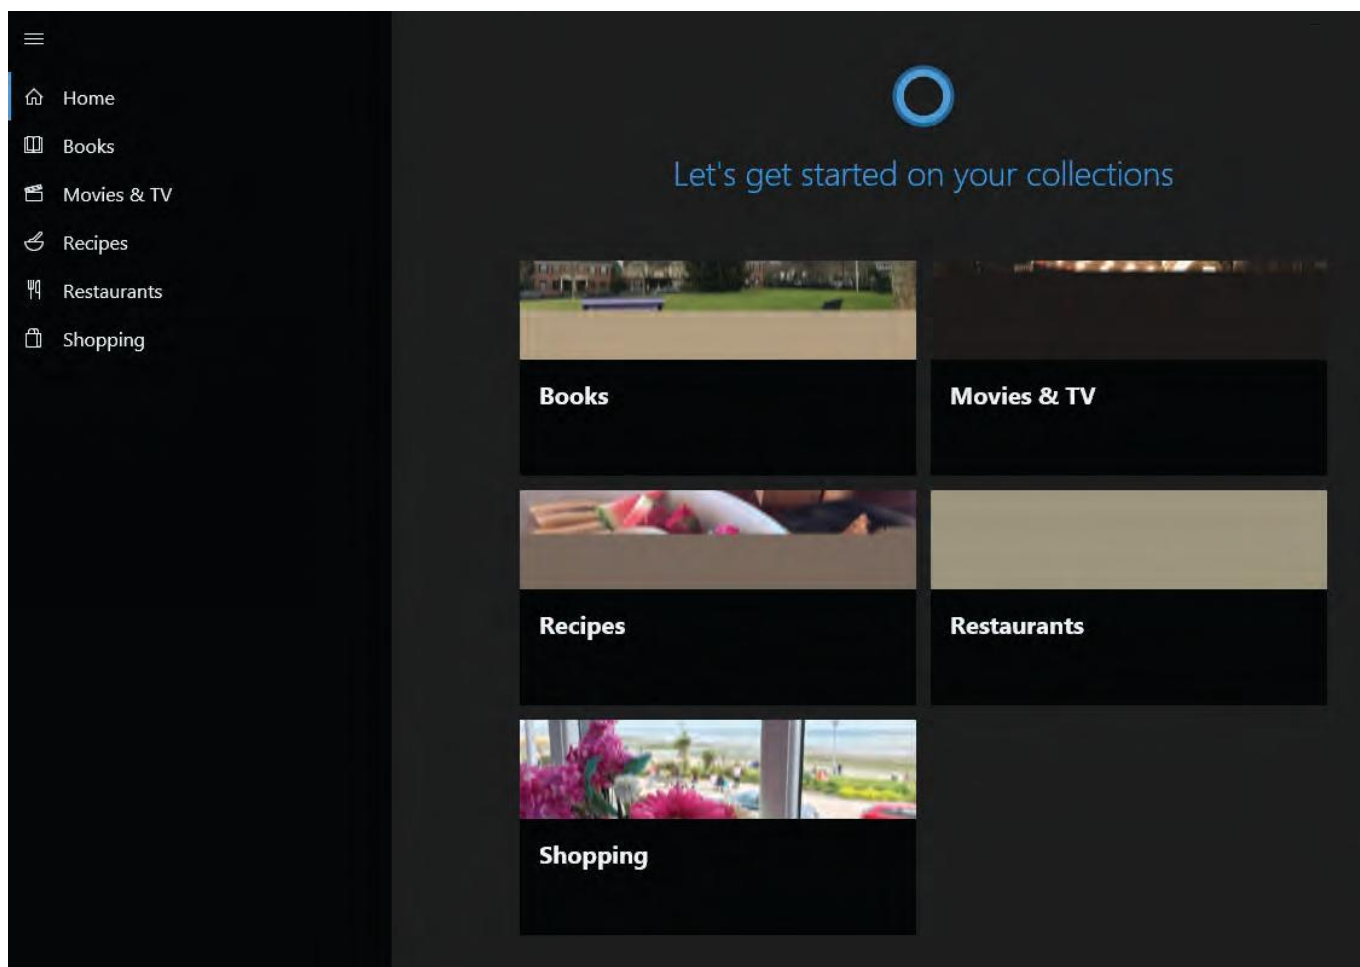 Home
Books
Movies & TV
Recipes
Restaurants
Shopping
Let's get started on your collections
Books
Movies & TV
Recipes
Restaurants
Shopping